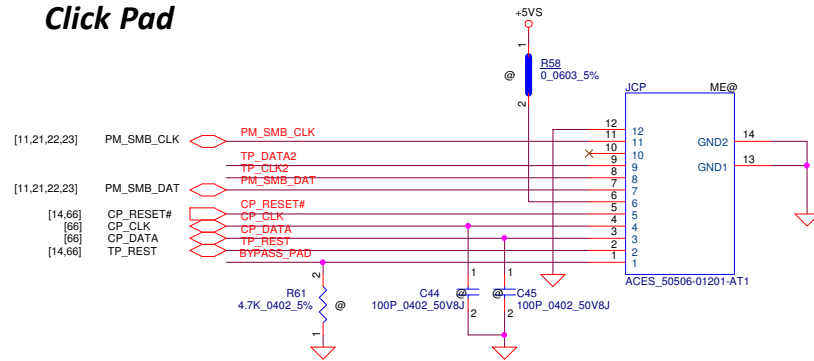 Click Pad
+5VS
1
@
R58
0_0603_5%
2
JCP
ME@
[11,21,22,23] PM_SMB_CLK
PM_SMB_CLK
TP_DATA2
TP_CLK2
[11,21,22,23] PM_SMB_DAT
PM_SMB_DAT
[14,66] CP_RESET#
CP_RESET#
[66] CP_CLK
CP_CLK
[66] CP_DATA
CP_DATA
[14,66] TP_REST
TP_REST
BYPASS_PAD
12 12
11 11
10 10
9 9
8 8
7 7
6 6
5 5
4 4
3 3
2 2
1 1
GND2 14
GND1 13
ACES_50506-01201-AT1
2
R61
4.7K_0402_5%
@
1
1
C44
@
100P_0402_50V8J
2
1
@
C45
100P_0402_50V8J
2